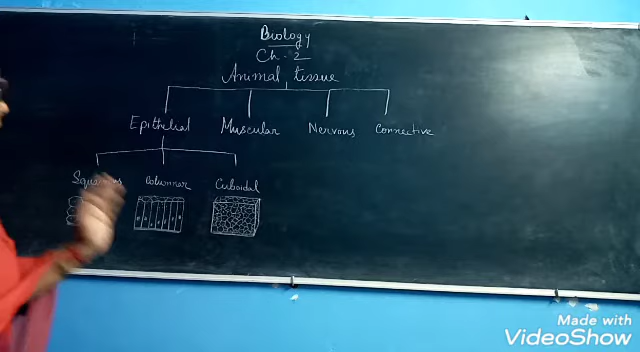 Biology
Ch - 2
Animal tissue
Epithelial Muscular Nervous Connective
Columnar Cuboidal
Made with
VideoShow